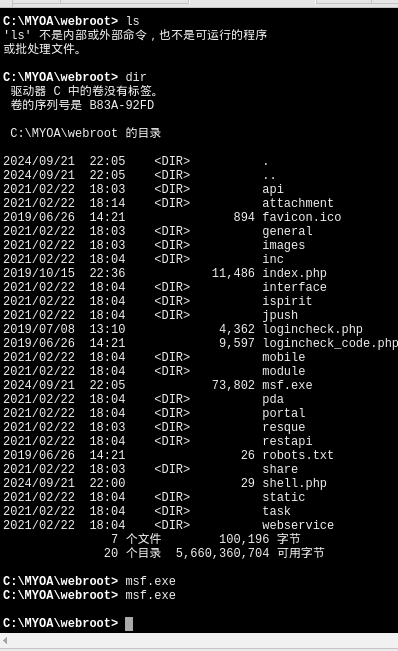 C:\MYOA\webroot> ls
'ls' 不是内部或外部命令，也不是可运行的程序
或批处理文件。
C:\MYOA\webroot> dir
驱动器 C 中的卷没有标签。
卷的序列号是 B83A-92FD
C:\MYOA\webroot 的目录
2024/09/21  22:05    <DIR>          .
2024/09/21  22:05    <DIR>          ..
2021/02/22  18:03    <DIR>          api
2021/02/22  18:14    <DIR>          attachment
2019/06/26  14:21               894 favicon.ico
2021/02/22  18:03    <DIR>          general
2021/02/22  18:03    <DIR>          images
2021/02/22  18:04    <DIR>          inc
2019/10/15  22:36            11,486 index.php
2021/02/22  18:04    <DIR>          interface
2021/02/22  18:04    <DIR>          ispirit
2021/02/22  18:04    <DIR>          jpush
2019/07/08  13:10             4,362 logincheck.php
2019/06/26  14:21             9,597 logincheck_code.php
2021/02/22  18:04    <DIR>          mobile
2021/02/22  18:04    <DIR>          module
2024/09/21  22:05            73,802 msf.exe
2021/02/22  18:04    <DIR>          pda
2021/02/22  18:04    <DIR>          portal
2021/02/22  18:03    <DIR>          resque
2021/02/22  18:04    <DIR>          restapi
2019/06/26  14:21                26 robots.txt
2021/02/22  18:03    <DIR>          share
2024/09/21  22:00                29 shell.php
2021/02/22  18:04    <DIR>          static
2021/02/22  18:04    <DIR>          task
2021/02/22  18:04    <DIR>          webservice
7 个文件        100,196 字节
20 个目录  5,660,360,704 可用字节
C:\MYOA\webroot> msf.exe
C:\MYOA\webroot> msf.exe
C:\MYOA\webroot>